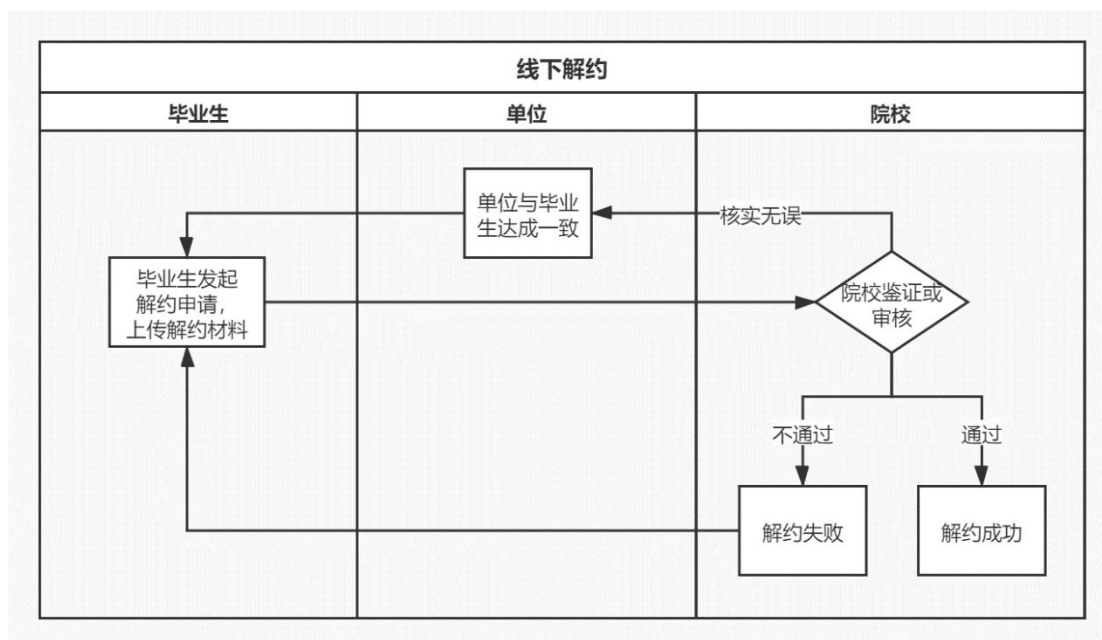 线下解约
毕业生
单位
院校
单位与毕业
生达成一致
核实无误
毕业生发起
解约申请，
上传解约材料
院校鉴证或
审核
不通过
通过
解约失败
解约成功